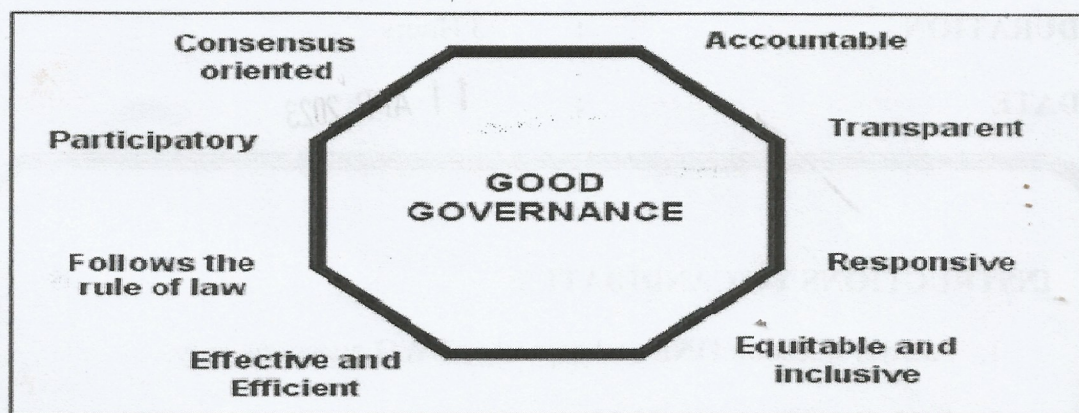 Consensus
oriented
Accountable
Participatory
Transparent
GOOD
GOVERNANCE
Follows the
rule of law
Responsive
Effective and
Efficient
Equitable and
inclusive